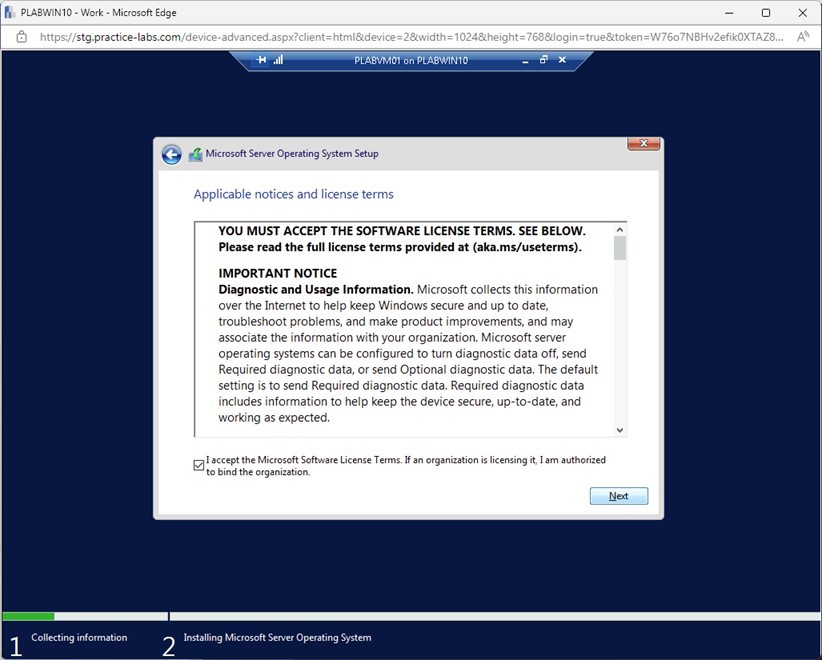 PLABWIN10 - Work - Microsoft Edge
https://stg.practice-labs.com/device-advanced.aspx?client=html&device=2&width=1024&height=768&login=true&token=W76o7NBHv2efik0XTAZ8...
PLABVM01 on PLABWIN10
Microsoft Server Operating System Setup
Applicable notices and license terms
YOU MUST ACCEPT THE SOFTWARE LICENSE TERMS. SEE BELOW.
Please read the full license terms provided at (aka.ms/useterms).
IMPORTANT NOTICE
Diagnostic and Usage Information. Microsoft collects this information
over the Internet to help keep Windows secure and up to date,
troubleshoot problems, and make product improvements, and may
associate the information with your organization. Microsoft server
operating systems can be configured to turn diagnostic data off, send
Required diagnostic data, or send Optional diagnostic data. The default
setting is to send Required diagnostic data. Required diagnostic data
includes information to help keep the device secure, up-to-date, and
working as expected.
I accept the Microsoft Software License Terms. If an organization is licensing it, I am authorized
to bind the organization.
Next
1 Collecting information
2 Installing Microsoft Server Operating System